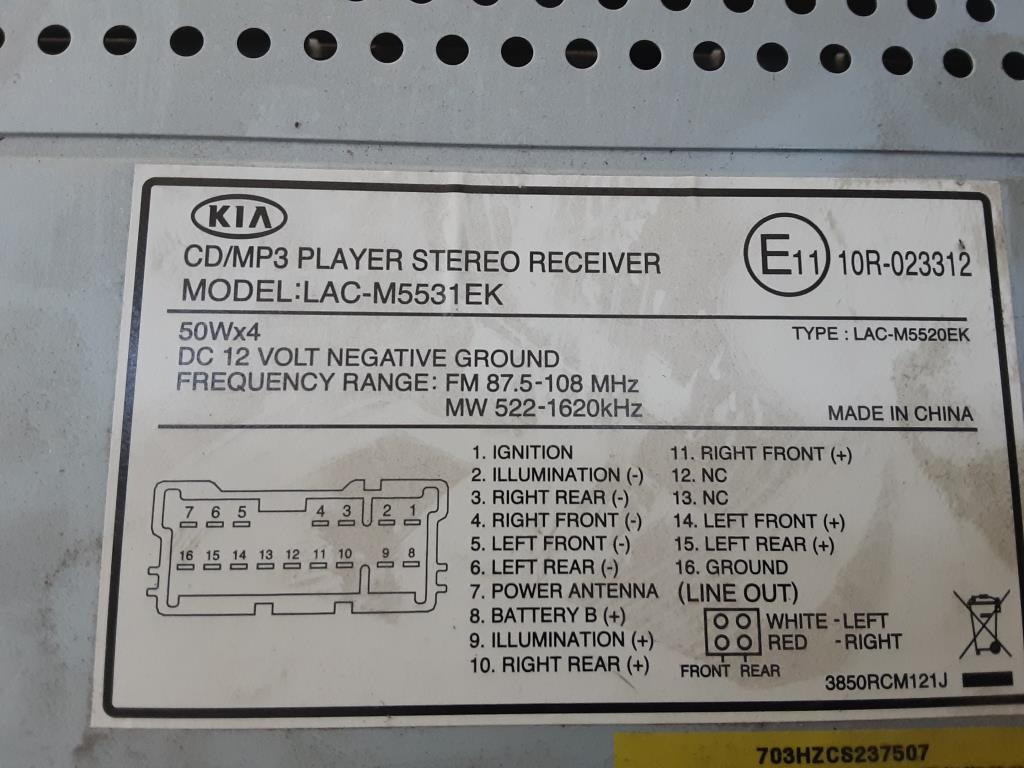 KIA
CD/MP3 PLAYER STEREO RECEIVER
MODEL:LAC-M5531EK
E11 10R-023312
50Wx4
DC 12 VOLT NEGATIVE GROUND
FREQUENCY RANGE: FM 87.5-108 MHz
MW 522-1620kHz
TYPE : LAC-M5520EK
MADE IN CHINA
7 6 5 4 3 2 1
16 15 14 13 12 11 10 9 8
1. IGNITION
2. ILLUMINATION (-)
3. RIGHT REAR (-)
4. RIGHT FRONT (-)
5. LEFT FRONT (-)
6. LEFT REAR (-)
7. POWER ANTENNA
8. BATTERY B (+)
9. ILLUMINATION (+)
10. RIGHT REAR (+)
11. RIGHT FRONT (+)
12. NC
13. NC
14. LEFT FRONT (+)
15. LEFT REAR (+)
16. GROUND
(LINE OUT)
WHITE - LEFT
RED - RIGHT
FRONT REAR
3850RCM121J
703HZCS237507